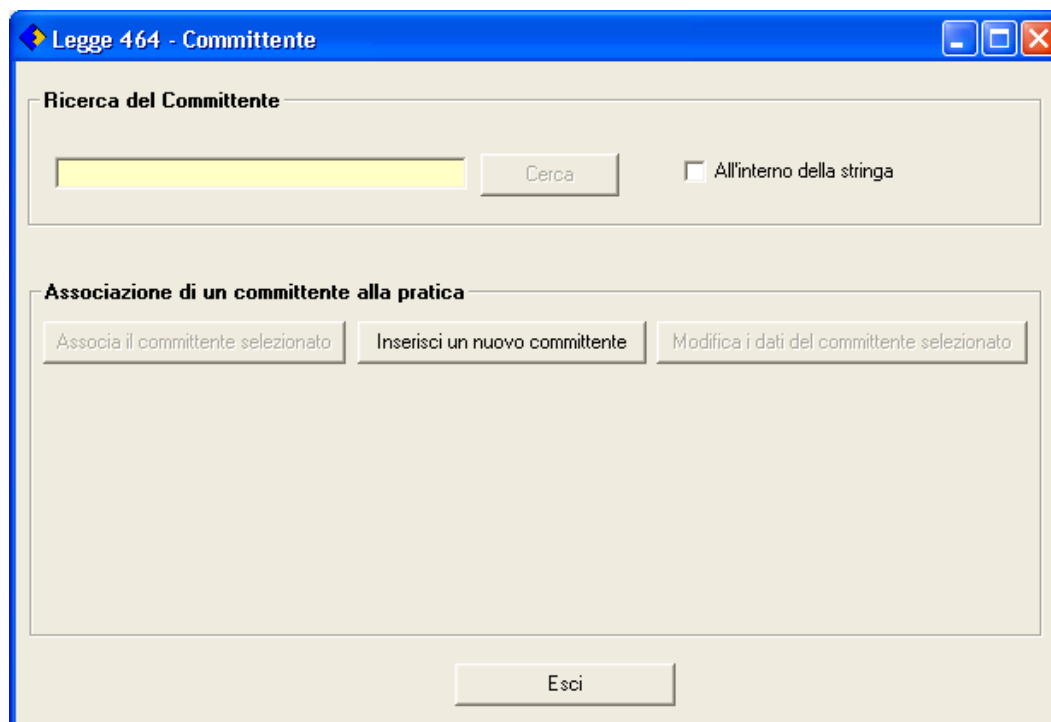 Legge 464 - Committente
Ricerca del Committente
Cerca
All'interno della stringa
Associazione di un committente alla pratica
Associa il committente selezionato
Inserisci un nuovo committente
Modifica i dati del committente selezionato
Esci